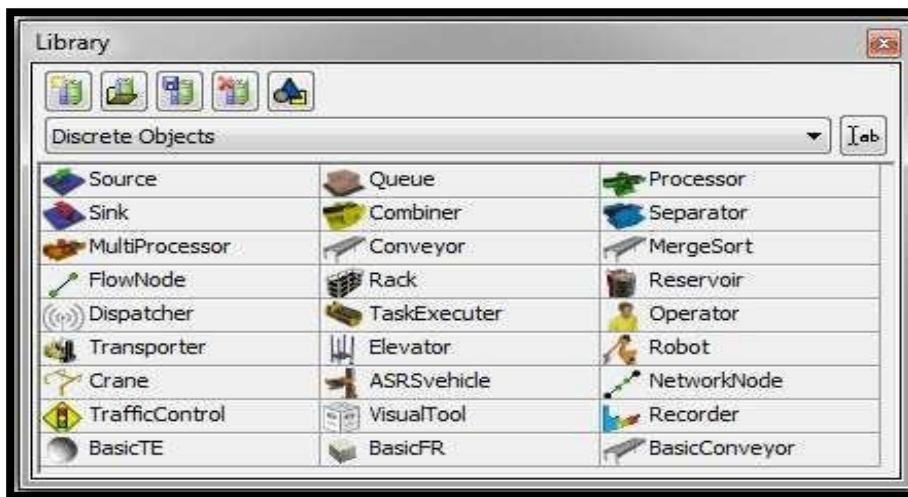 Library
Discrete Objects
ab
Source Queue Processor
Sink Combiner Separator
MultiProcessor Conveyor MergeSort
FlowNode Rack Reservoir
Dispatcher TaskExecuter Operator
Transporter Elevator Robot
Crane ASRSvehicle NetworkNode
TrafficControl VisualTool Recorder
BasicTE BasicFR BasicConveyor